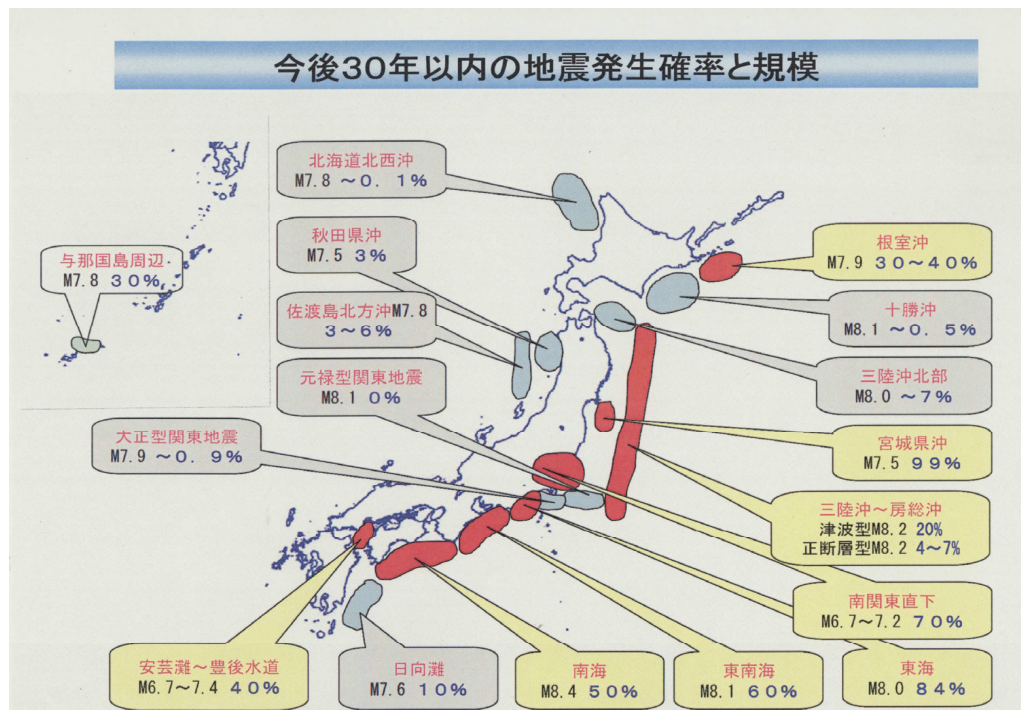 今後30年以内の地震発生確率と規模
北海道北西沖
M7.8 ~0.1%
秋田県沖
M7.5 3%
佐渡島北方沖M7.8
3~6%
元禄型関東地震
M8.1 0%
大正型関東地震
M7.9 ~0.9%
与那国島周辺
M7.8 30%
根室沖
M7.9 30~40%
十勝沖
M8.1 ~0.5%
三陸沖北部
M8.0 ~7%
宮城県沖
M7.5 99%
三陸沖~房総沖
津波型M8.2 20%
正断層型M8.2 4~7%
南関東直下
M6.7~7.2 70%
安芸灘~豊後水道
M6.7~7.4 40%
日向灘
M7.6 10%
南海
M8.4 50%
東南海
M8.1 60%
東海
M8.0 84%